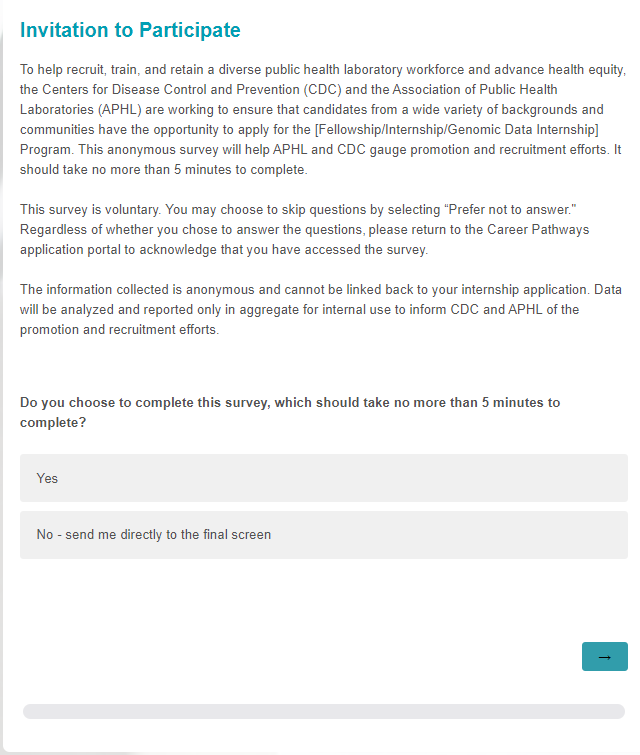 Invitation to Participate
To help recruit, train, and retain a diverse public health laboratory workforce and advance health equity,
the Centers for Disease Control and Prevention (CDC) and the Association of Public Health
Laboratories (APHL) are working to ensure that candidates from a wide variety of backgrounds and
communities have the opportunity to apply for the [Fellowship/Internship/Genomic Data Internship]
Program. This anonymous survey will help APHL and CDC gauge promotion and recruitment efforts. It
should take no more than 5 minutes to complete.
This survey is voluntary. You may choose to skip questions by selecting “Prefer not to answer.”
Regardless of whether you chose to answer the questions, please return to the Career Pathways
application portal to acknowledge that you have accessed the survey.
The information collected is anonymous and cannot be linked back to your internship application. Data
will be analyzed and reported only in aggregate for internal use to inform CDC and APHL of the
promotion and recruitment efforts.
Do you choose to complete this survey, which should take no more than 5 minutes to
complete?
Yes
No - send me directly to the final screen
→